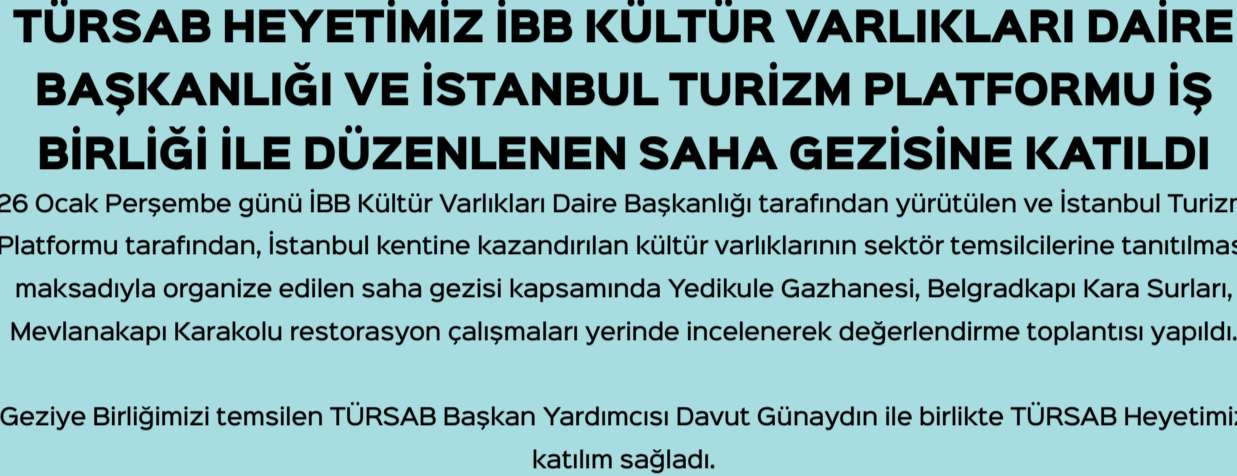 TÜRSAB HEYETİMİZ İBB KÜLTÜR VARLIKLARI DAİRE
BAŞKANLIĞI VE İSTANBUL TURİZM PLATFORMU İŞ
BİRLİĞİ İLE DÜZENLENEN SAHA GEZİSİNE KATILDI
26 Ocak Perşembe günü İBB Kültür Varlıkları Daire Başkanlığı tarafından yürütülen ve İstanbul Turizm
Platformu tarafından, İstanbul kentine kazandırılan kültür varlıklarının sektör temsilcilerine tanıtılmas
maksadıyla organize edilen saha gezisi kapsamında Yedikule Gazhanesi, Belgradkapı Kara Surları,
Mevlanakapı Karakolu restorasyon çalışmaları yerinde incelenerek değerlendirme toplantısı yapıldı.
Geziye Birliğimizi temsilen TÜRSAB Başkan Yardımcısı Davut Günaydın ile birlikte TÜRSAB Heyetimiz
katılım sağladı.